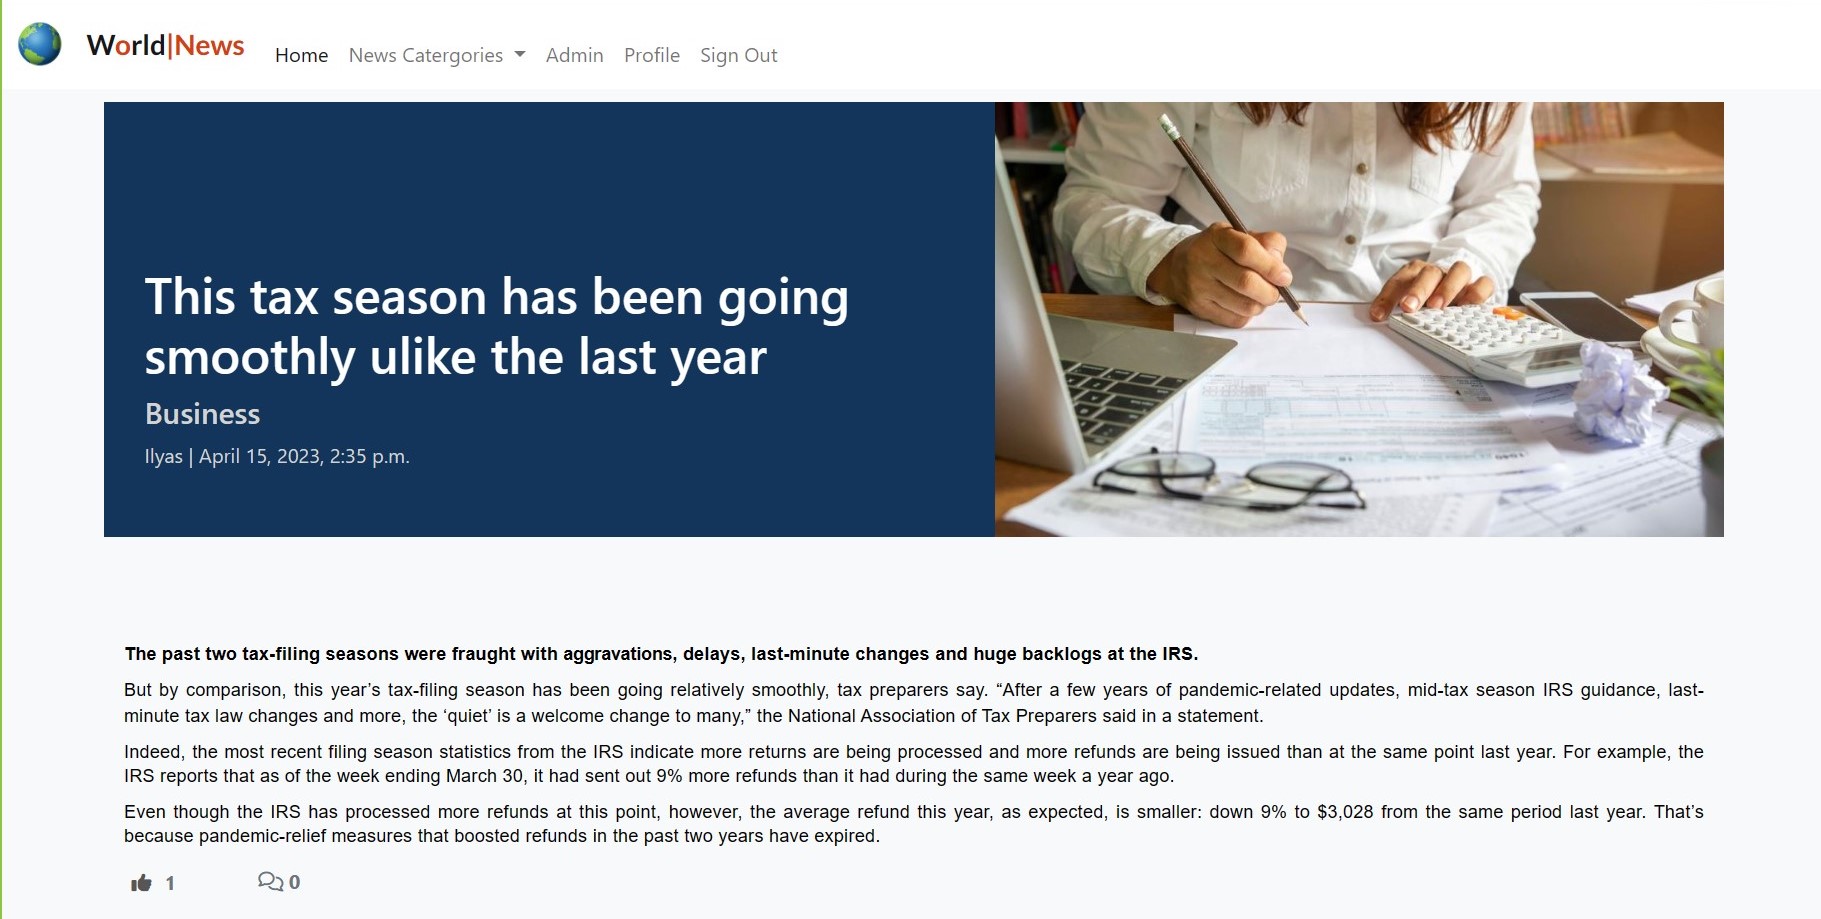 World|News Home News Catergories Admin Profile Sign Out
This tax season has been going
smoothly ulike the last year
Business
Ilyas | April 15, 2023, 2:35 p.m.
The past two tax-filing seasons were fraught with aggravations, delays, last-minute changes and huge backlogs at the IRS.
But by comparison, this year’s tax-filing season has been going relatively smoothly, tax preparers say. “After a few years of pandemic-related updates, mid-tax season IRS guidance, last-
minute tax law changes and more, the ‘quiet’ is a welcome change to many,” the National Association of Tax Preparers said in a statement.
Indeed, the most recent filing season statistics from the IRS indicate more returns are being processed and more refunds are being issued than at the same point last year. For example, the
IRS reports that as of the week ending March 30, it had sent out 9% more refunds than it had during the same week a year ago.
Even though the IRS has processed more refunds at this point, however, the average refund this year, as expected, is smaller: down 9% to $3,028 from the same period last year. That’s
because pandemic-relief measures that boosted refunds in the past two years have expired.
1 0